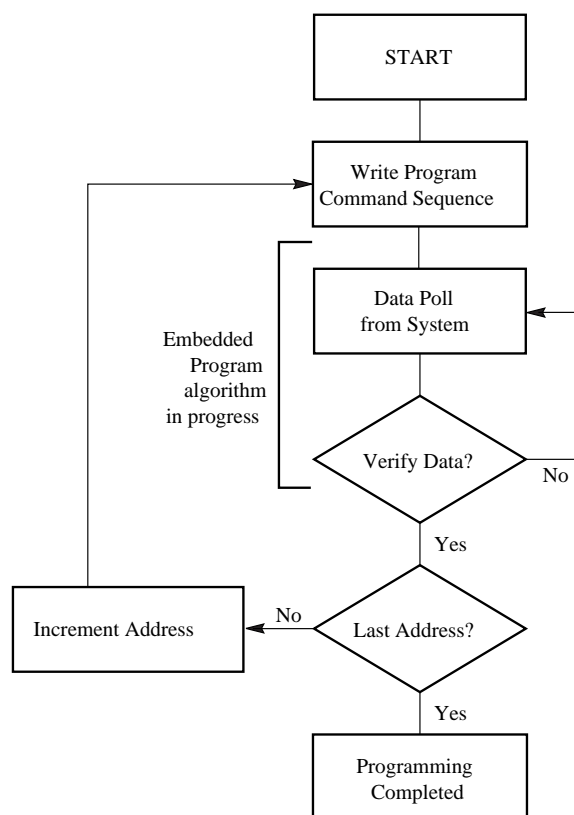 START
Write Program
Command Sequence
Data Poll
from System
Embedded
Program
algorithm
in progress
Verify Data?
No
Yes
Increment Address
No
Last Address?
Yes
Programming
Completed